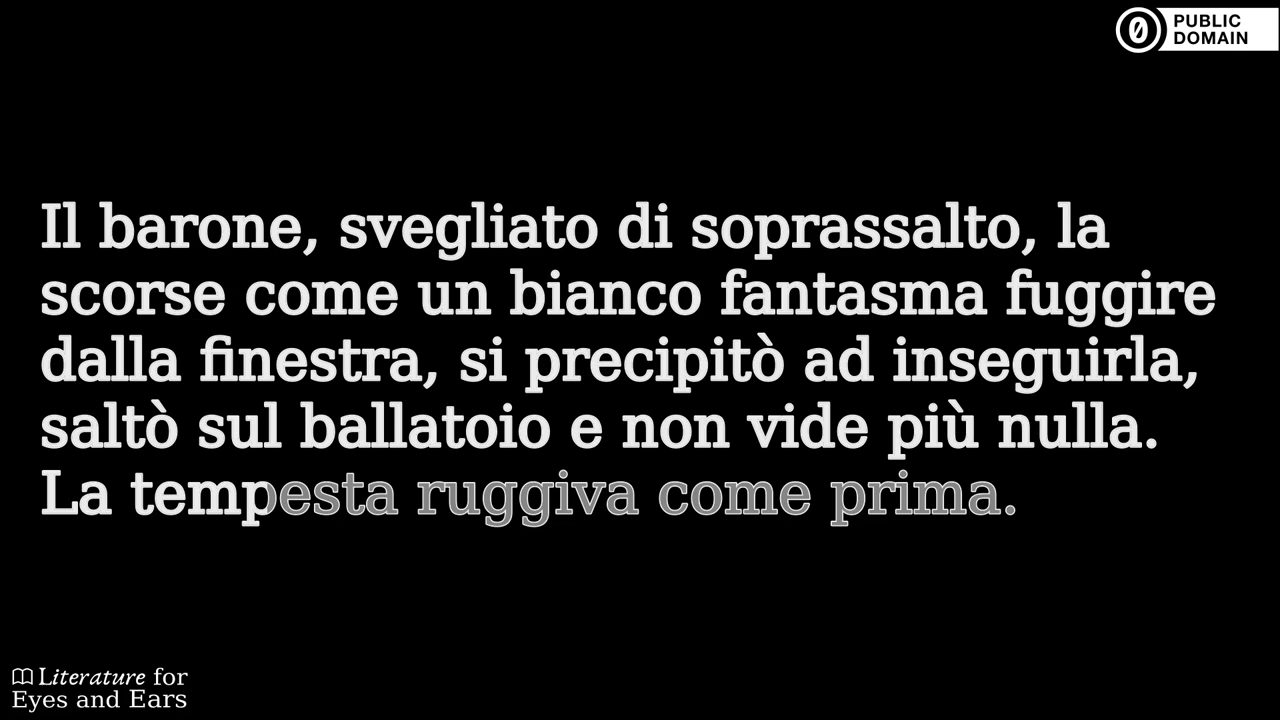 PUBLIC
DOMAIN
Il barone, svegliato di soprassalto, la
scorse come un bianco fantasma fuggire
dalla finestra, si precipitò ad inseguirla,
saltò sul ballatoio e non vide più nulla.
La tempesta ruggiva come prima.
Literature for
Eyes and Ears